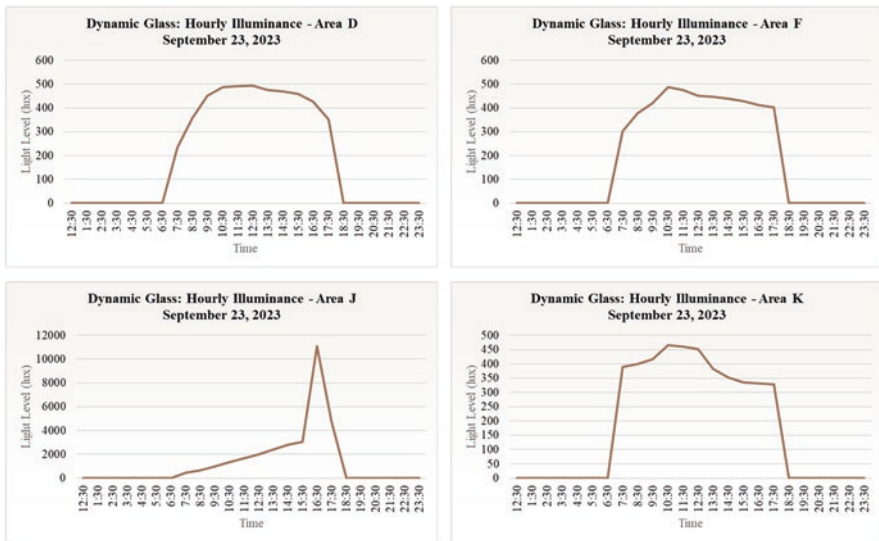 Dynamic Glass: Hourly Illuminance - Area D
September 23, 2023
Light Level (lux)
600
500
400
300
200
100
0
12:30 1:30 2:30 3:30 4:30 5:30 6:30 7:30 8:30 9:30 10:30 11:30 12:30 13:30 14:30 15:30 16:30 17:30 18:30 19:30 20:30 21:30 22:30 23:30
Time
Dynamic Glass: Hourly Illuminance - Area F
September 23, 2023
Light Level (lux)
600
500
400
300
200
100
0
12:30 1:30 2:30 3:30 4:30 5:30 6:30 7:30 8:30 9:30 10:30 11:30 12:30 13:30 14:30 15:30 16:30 17:30 18:30 19:30 20:30 21:30 22:30 23:30
Time
Dynamic Glass: Hourly Illuminance - Area J
September 23, 2023
Light Level (lux)
12000
10000
8000
6000
4000
2000
0
12:30 1:30 2:30 3:30 4:30 5:30 6:30 7:30 8:30 9:30 10:30 11:30 12:30 13:30 14:30 15:30 16:30 17:30 18:30 19:30 20:30 21:30 22:30 23:30
Time
Dynamic Glass: Hourly Illuminance - Area K
September 23, 2023
Light Level (lux)
500
450
400
350
300
250
200
150
100
50
0
12:30 1:30 2:30 3:30 4:30 5:30 6:30 7:30 8:30 9:30 10:30 11:30 12:30 13:30 14:30 15:30 16:30 17:30 18:30 19:30 20:30 21:30 22:30 23:30
Time